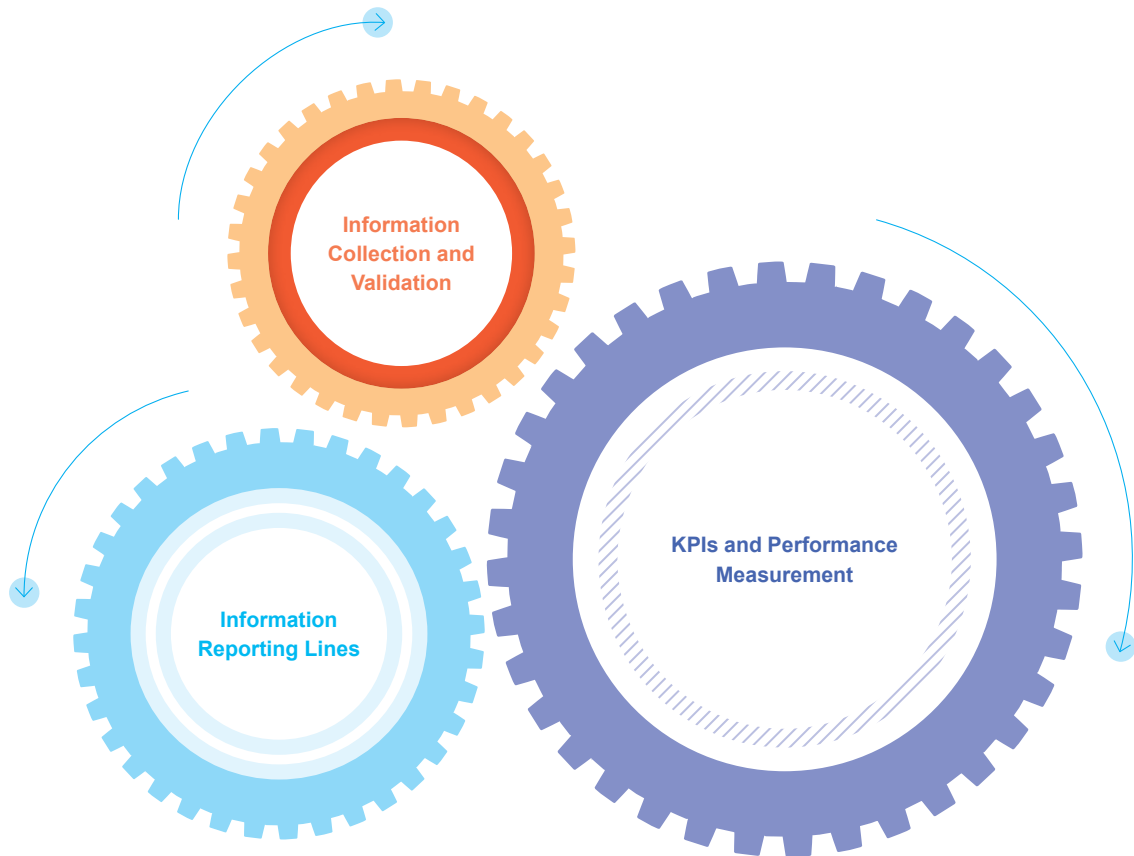 Information
Collection and
Validation
KPIs and Performance
Measurement
Information
Reporting Lines